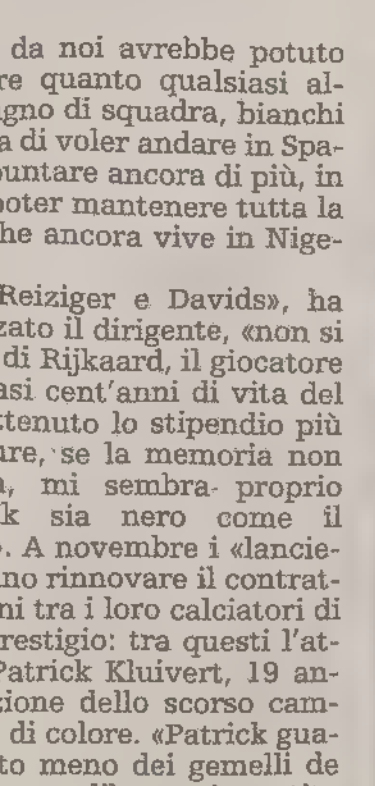 da noi avrebbe potuto
re quanto qualsiasi al-
gno di squadra, bianchi
a di voler andare in Spa-
puntare ancora di più, in
poter mantenere tutta la
he ancora vive in Nige-
Reiziger e Davids», ha
zato il dirigente, «non si
di Rijkaard, il giocatore
asi cent'anni di vita del
ttenuto lo stipendio più
ure, se la memoria non
a, mi sembra proprio
k sia nero come il
». A novembre i «lancie-
no rinnovare il contrat-
ni tra i loro calciatori di
restigio: tra questi l'at-
Patrick Kluivert, 19 an-
zione dello scorso cam-
di colore. «Patrick gua-
to meno dei gemelli de